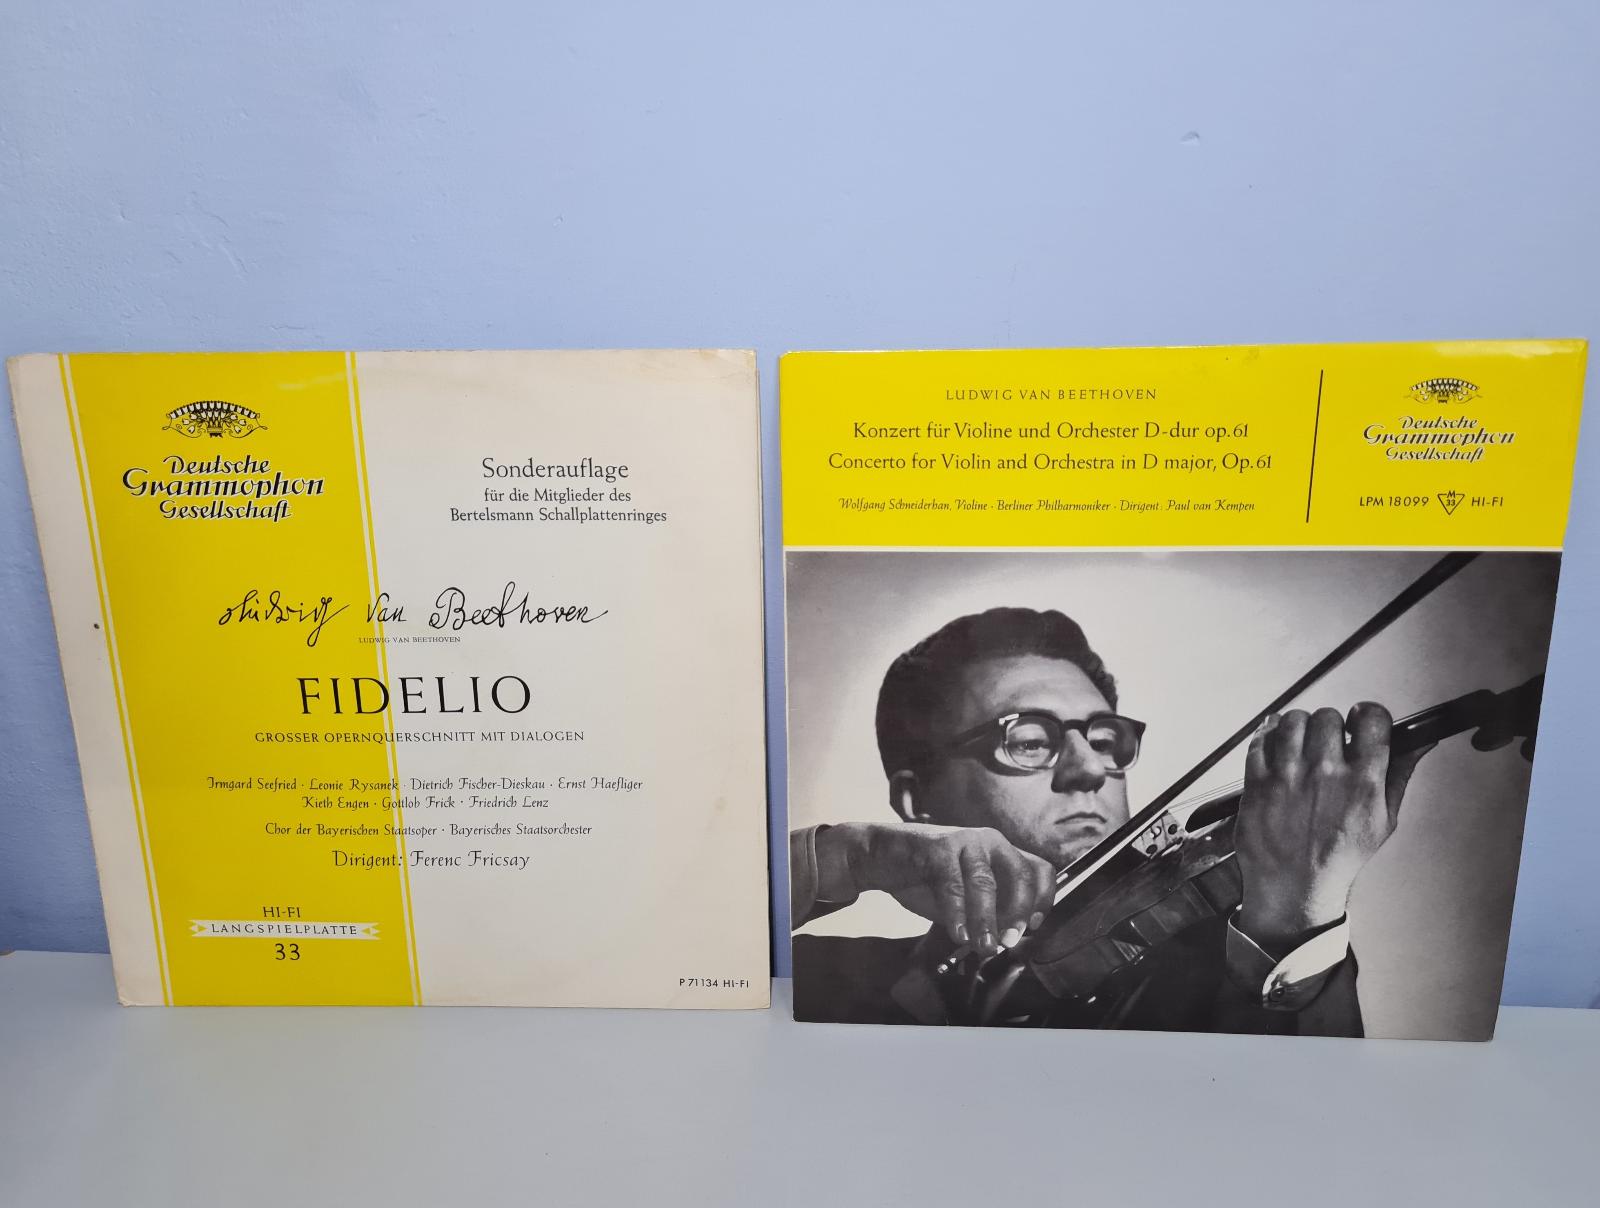 Deutsche
Grammophon
Gesellschaft
Sonderauflage
für die Mitglieder des
Bertelsmann Schallplattenringes
Ludwig van Beethoven
LUDWIG VAN BEETHOVEN
FIDELIO
GROSSER OPERNQUERSCHNITT MIT DIALOGEN
Irmgard Seefried · Leonie Rysanek · Dietrich Fischer-Dieskau · Ernst Haefliger
Kieth Engen · Gottlob Frick · Friedrich Lenz
Chor der Bayerischen Staatsoper · Bayerisches Staatsorchester
Dirigent: Ferenc Fricsay
HI-FI
LANGSPIELPLATTE
33
P 71134 HI-FI
LUDWIG VAN BEETHOVEN
Konzert für Violine und Orchester D-dur op. 61
Concerto for Violin and Orchestra in D major, Op. 61
Wolfgang Schneiderhan, Violine · Berliner Philharmoniker · Dirigent: Paul van Kempen
Deutsche
Grammophon
Gesellschaft
LPM 18099 M 33 HI-FI